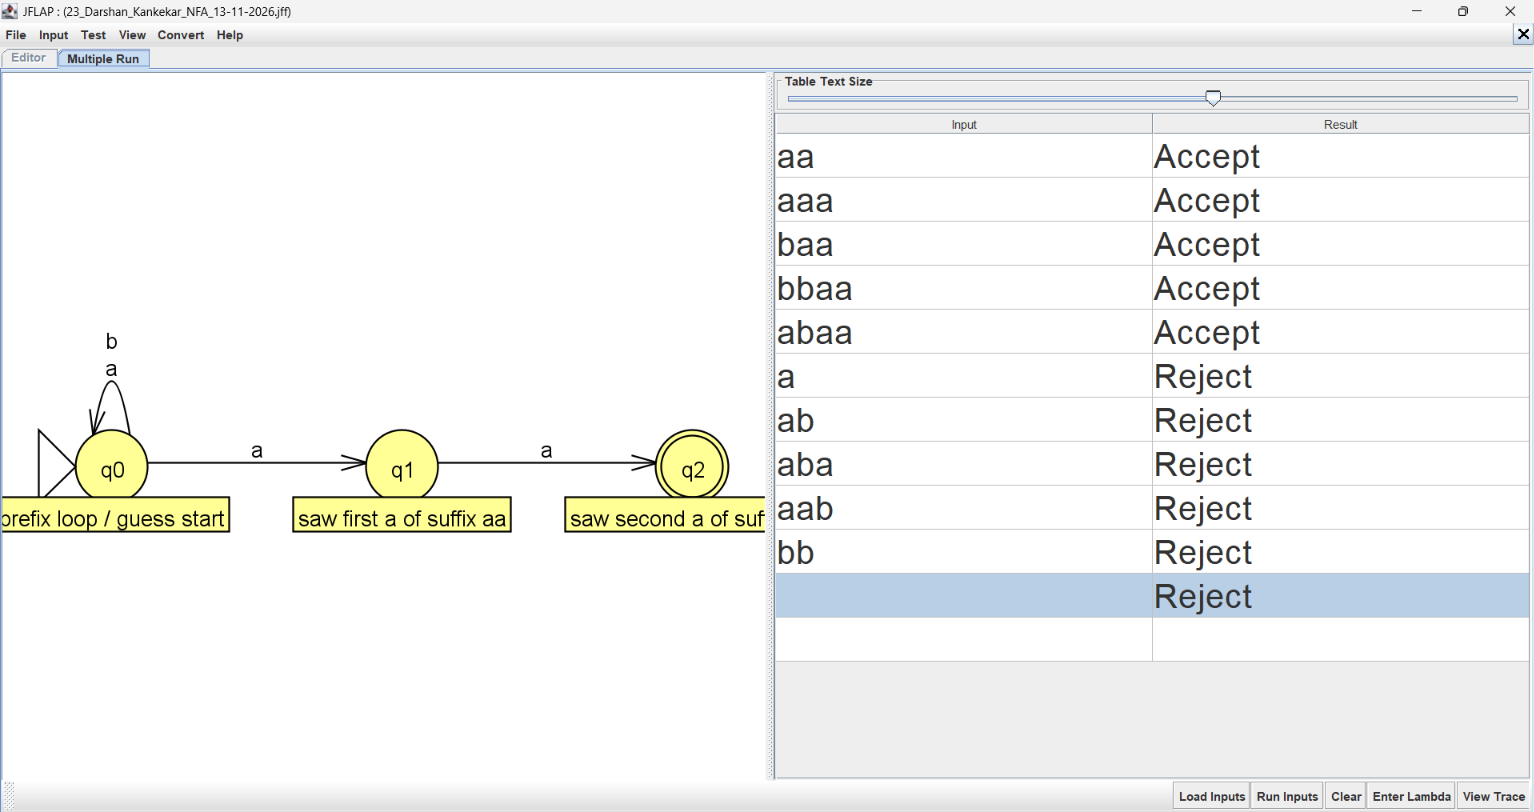 JFLAP : (23_Darshan_Kankekar_NFA_13-11-2026.jff)
File Input Test View Convert Help
Editor Multiple Run
Table Text Size
Input Result
aa Accept
aaa Accept
baa Accept
bbaa Accept
abaa Accept
a Reject
ab Reject
aba Reject
aab Reject
bb Reject
Reject
b
a
a a
q0 q1 q2
prefix loop / guess start saw first a of suffix aa saw second a of suf
Load Inputs Run Inputs Clear Enter Lambda View Trace